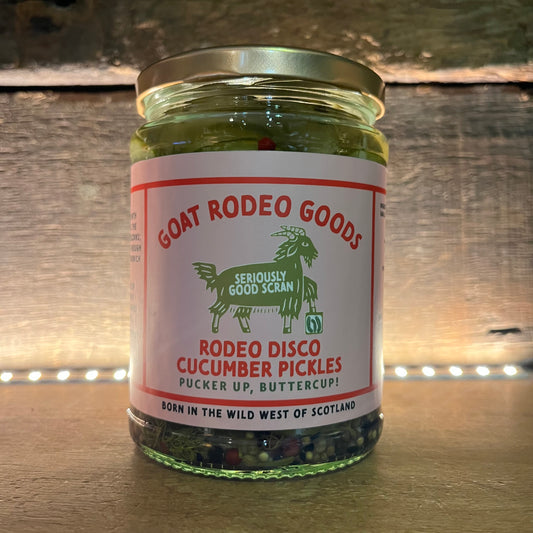 GOAT RODEO GOODS
SERIOUSLY
GOOD SCRAN
RODEO DISCO
CUCUMBER PICKLES
PUCKER UP, BUTTERCUP!
BORN IN THE WILD WEST OF SCOTLAND